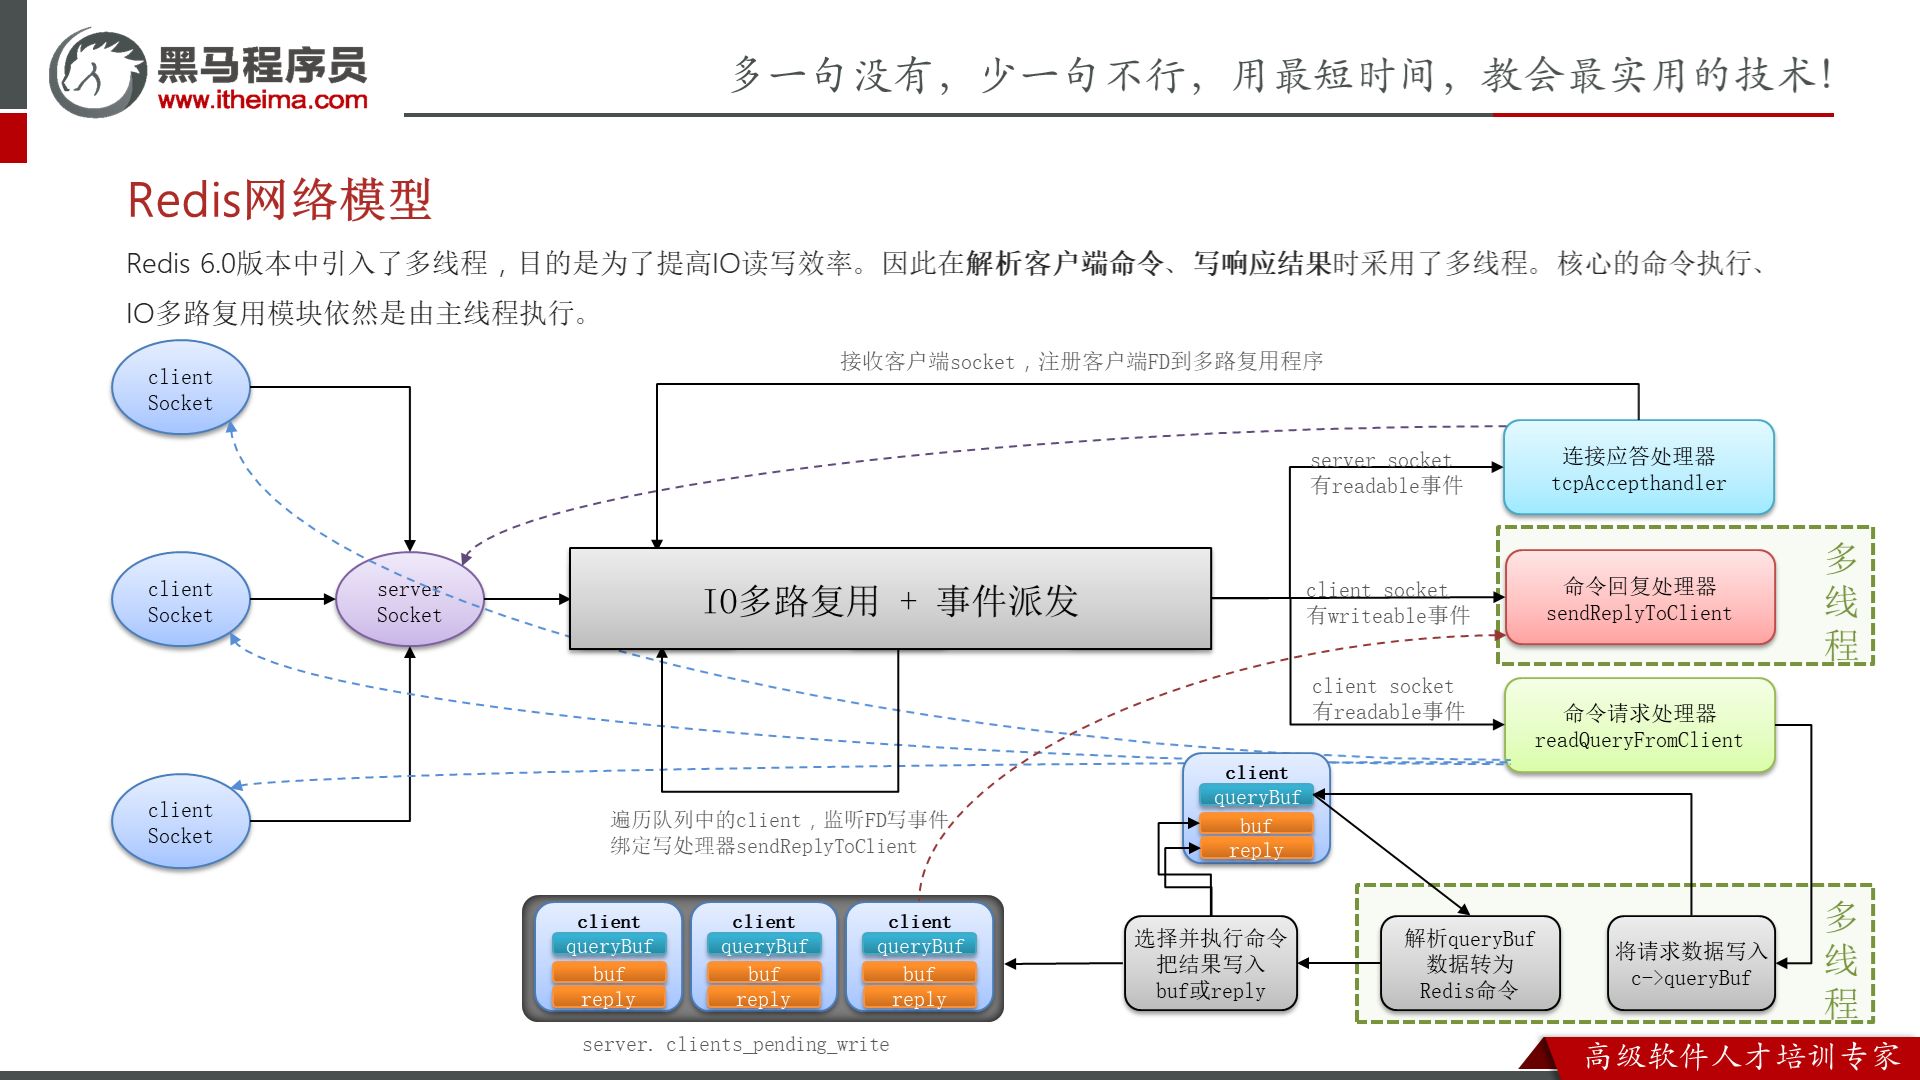 黑马程序员
www.itheima.com
多一句没有，少一句不行，用最短时间，教会最实用的技术！
Redis网络模型
Redis 6.0版本中引入了多线程，目的是为了提高IO读写效率。因此在解析客户端命令、写响应结果时采用了多线程。核心的命令执行、
IO多路复用模块依然是由主线程执行。
接收客户端socket，注册客户端FD到多路复用程序
client
Socket
client
Socket
client
Socket
server
Socket
IO多路复用 + 事件派发
server socket
有readable事件
连接应答处理器
tcpAccepthandler
client socket
有writeable事件
命令回复处理器
sendReplyToClient
多
线
程
client socket
有readable事件
命令请求处理器
readQueryFromClient
遍历队列中的client，监听FD写事件
绑定写处理器sendReplyToClient
client
queryBuf
buf
reply
client
queryBuf
buf
reply
client
queryBuf
buf
reply
client
queryBuf
buf
reply
server. clients_pending_write
选择并执行命令
把结果写入
buf或reply
解析queryBuf
数据转为
Redis命令
将请求数据写入
c->queryBuf
多
线
程
高级软件人才培训专家